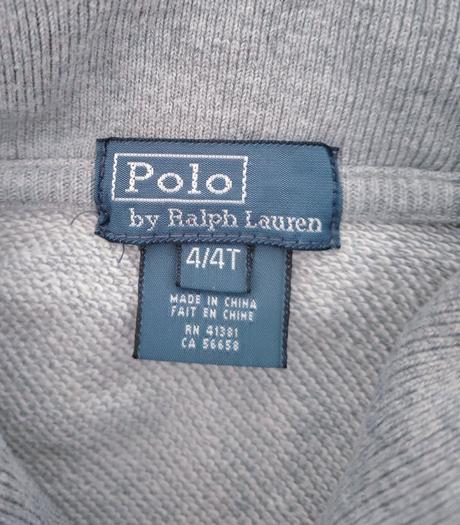 Polo
by Ralph Lauren
4/4T
MADE IN CHINA
FAIT EN CHINE
RN 41381
CA 56658